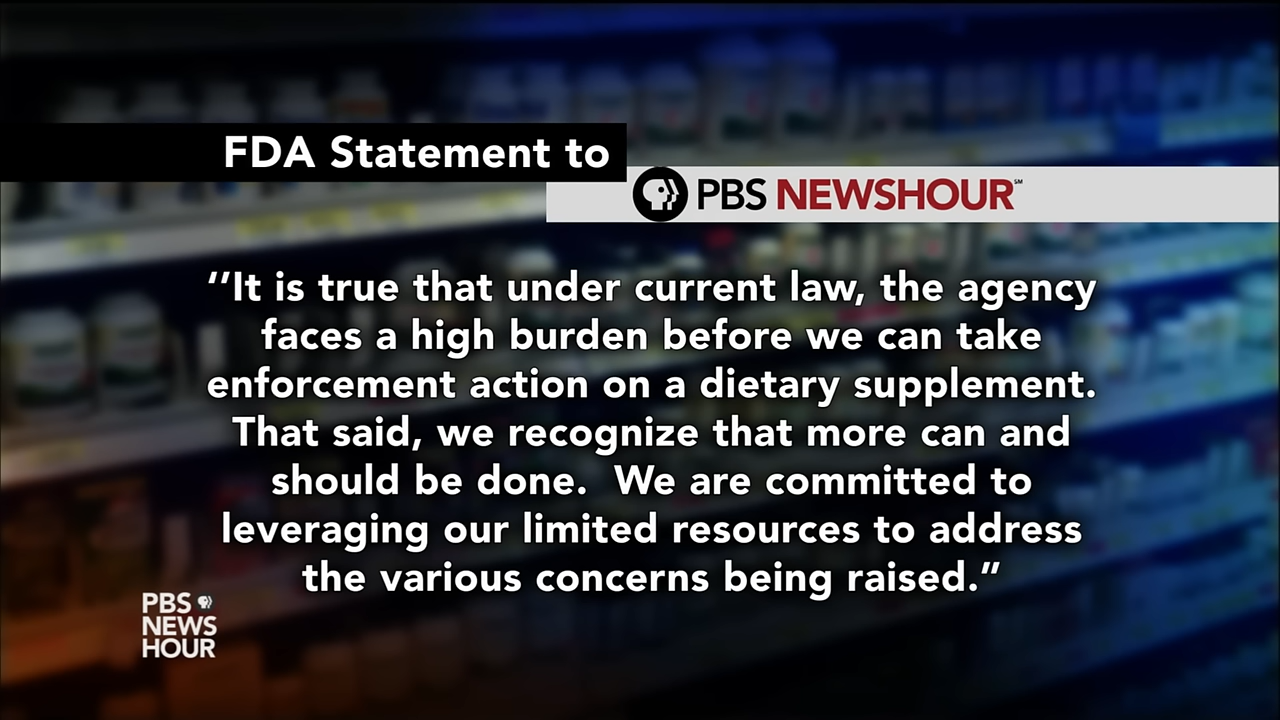 FDA Statement to
PBS NEWSHOUR SM
‘‘It is true that under current law, the agency
faces a high burden before we can take
enforcement action on a dietary supplement.
That said, we recognize that more can and
should be done.  We are committed to
leveraging our limited resources to address
the various concerns being raised.”
PBS
NEWS
HOUR